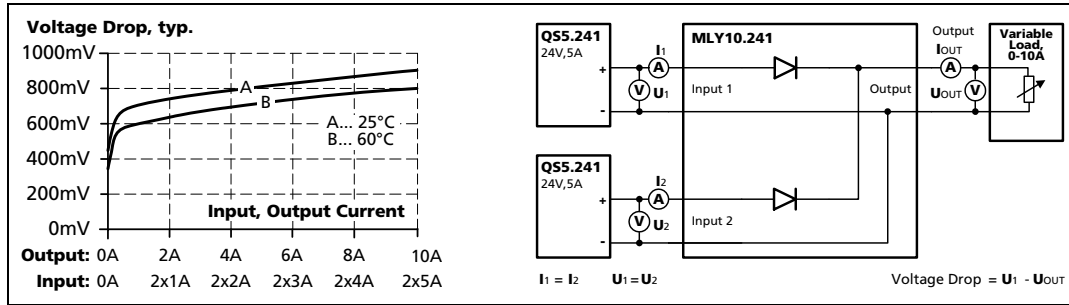 Voltage Drop, typ.
1000mV
800mV
600mV
400mV
200mV
0mV
A
B
A... 25°C
B... 60°C
Input, Output Current
Output: 0A 2A 4A 6A 8A 10A
Input: 0A 2x1A 2x2A 2x3A 2x4A 2x5A
QS5.241
24V,5A
+
-
I1
A
V
U1
MLY10.241
Input 1
Output
Output
IOUT
A
UOUT
V
Variable
Load,
0-10A
QS5.241
24V,5A
+
-
I2
A
V
U2
Input 2
I1 = I2 U1=U2
Voltage Drop = U1 - UOUT